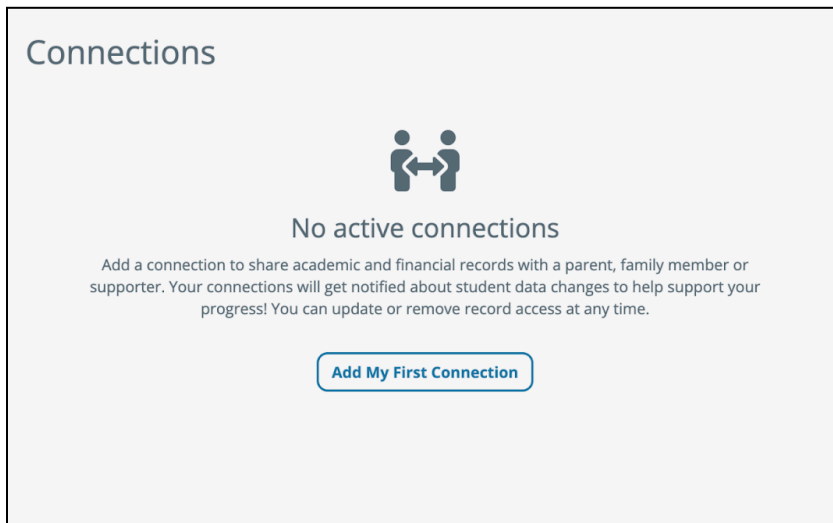 Connections
No active connections
Add a connection to share academic and financial records with a parent, family member or
supporter. Your connections will get notified about student data changes to help support your
progress! You can update or remove record access at any time.
Add My First Connection